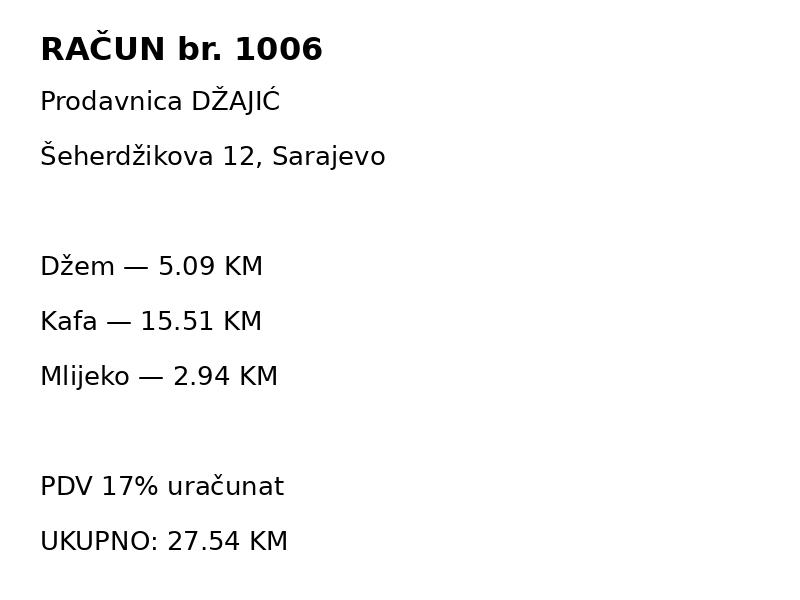 RAČUN br. 1006
Prodavnica DŽAJIĆ
Šeherdžikova 12, Sarajevo
Džem — 5.09 KM
Kafa — 15.51 KM
Mlijeko — 2.94 KM
PDV 17% uračunat
UKUPNO: 27.54 KM